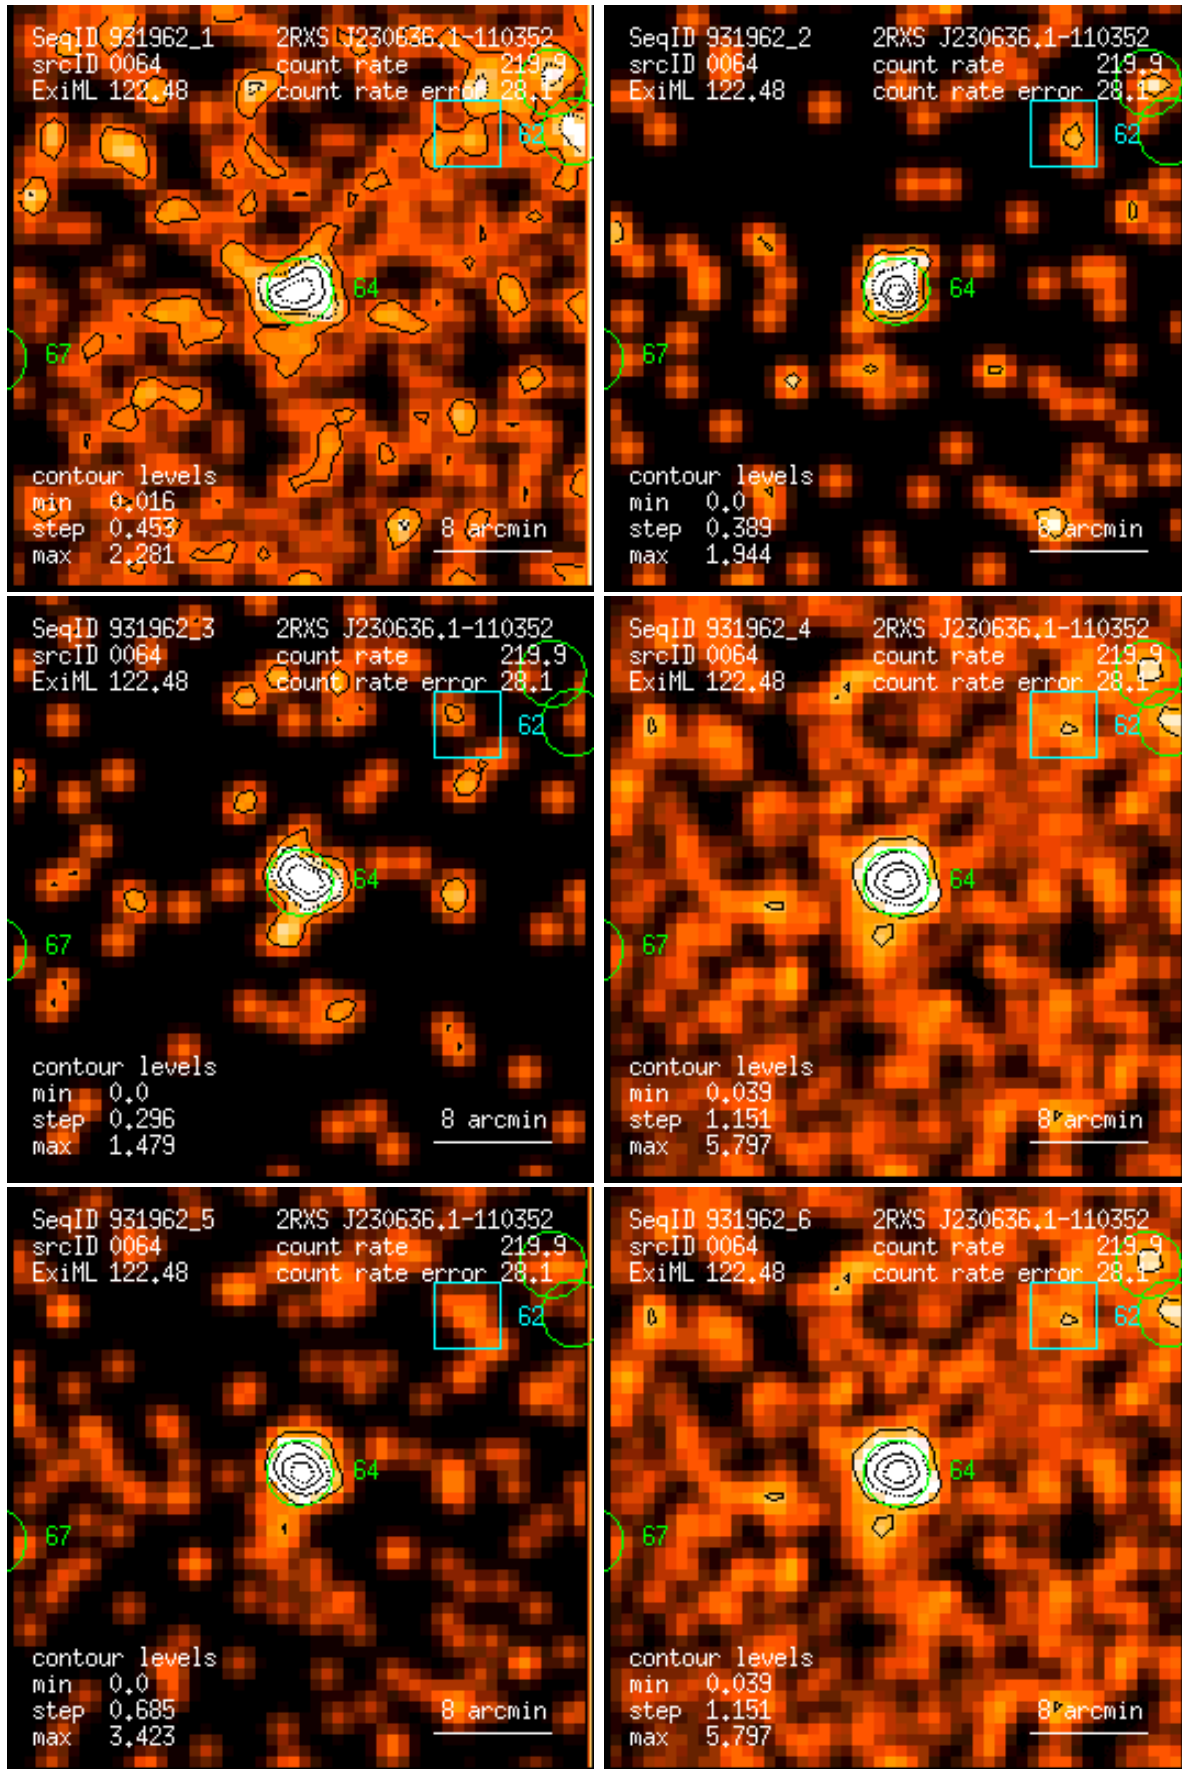 SeqID 931962_1 2RXS J230636.1-110352
srcID 0064 count rate 219.9
ExiML 122.48 count rate error 28.1
62
64
67
contour levels
min 0.016
step 0.453
max 2.281
8 arcmin
SeqID 931962_2 2RXS J230636.1-110352
srcID 0064 count rate 219.9
ExiML 122.48 count rate error 28.1
62
64
67
contour levels
min 0.0
step 0.389
max 1.944
8 arcmin
SeqID 931962_3 2RXS J230636.1-110352
srcID 0064 count rate 219.9
ExiML 122.48 count rate error 28.1
62
64
67
contour levels
min 0.0
step 0.296
max 1.479
8 arcmin
SeqID 931962_4 2RXS J230636.1-110352
srcID 0064 count rate 219.9
ExiML 122.48 count rate error 28.1
62
64
67
contour levels
min 0.039
step 1.151
max 5.797
8 arcmin
SeqID 931962_5 2RXS J230636.1-110352
srcID 0064 count rate 219.9
ExiML 122.48 count rate error 28.1
62
64
67
contour levels
min 0.0
step 0.685
max 3.423
8 arcmin
SeqID 931962_6 2RXS J230636.1-110352
srcID 0064 count rate 219.9
ExiML 122.48 count rate error 28.1
62
64
67
contour levels
min 0.039
step 1.151
max 5.797
8 arcmin